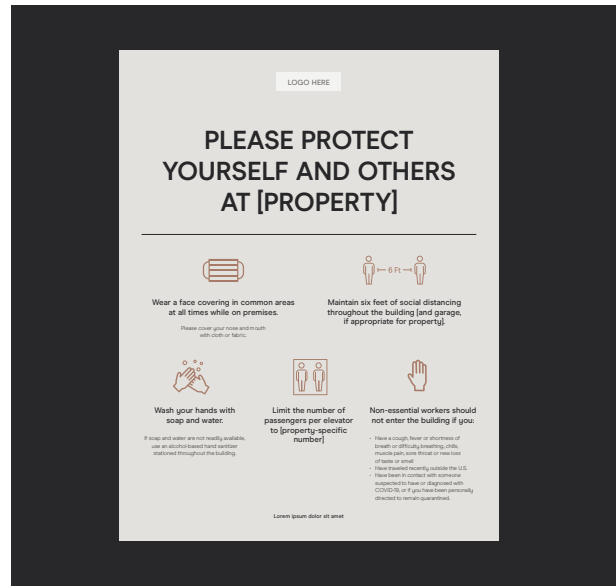 LOGO HERE
PLEASE PROTECT
YOURSELF AND OTHERS
AT [PROPERTY]
6 Ft
Wear a face covering in common areas
at all times while on premises.
Please cover your nose and mouth
with cloth or fabric.
Maintain six feet of social distancing
throughout the building [and garage,
if appropriate for property].
Wash your hands with
soap and water.
If soap and water are not readily available,
use an alcohol-based hand sanitizer
stationed throughout the building.
Limit the number of
passengers per elevator
to [property-specific
number]
Non-essential workers should
not enter the building if you:
• Have a cough, fever or shortness of
breath or difficulty breathing, chills,
muscle pain, sore throat or new loss
of taste or smell
• Have traveled recently outside the U.S.
• Have been in contact with someone
suspected to have or diagnosed with
COVID-19, or if you have been personally
directed to remain quarantined.
Lorem ipsum dolor sit amet